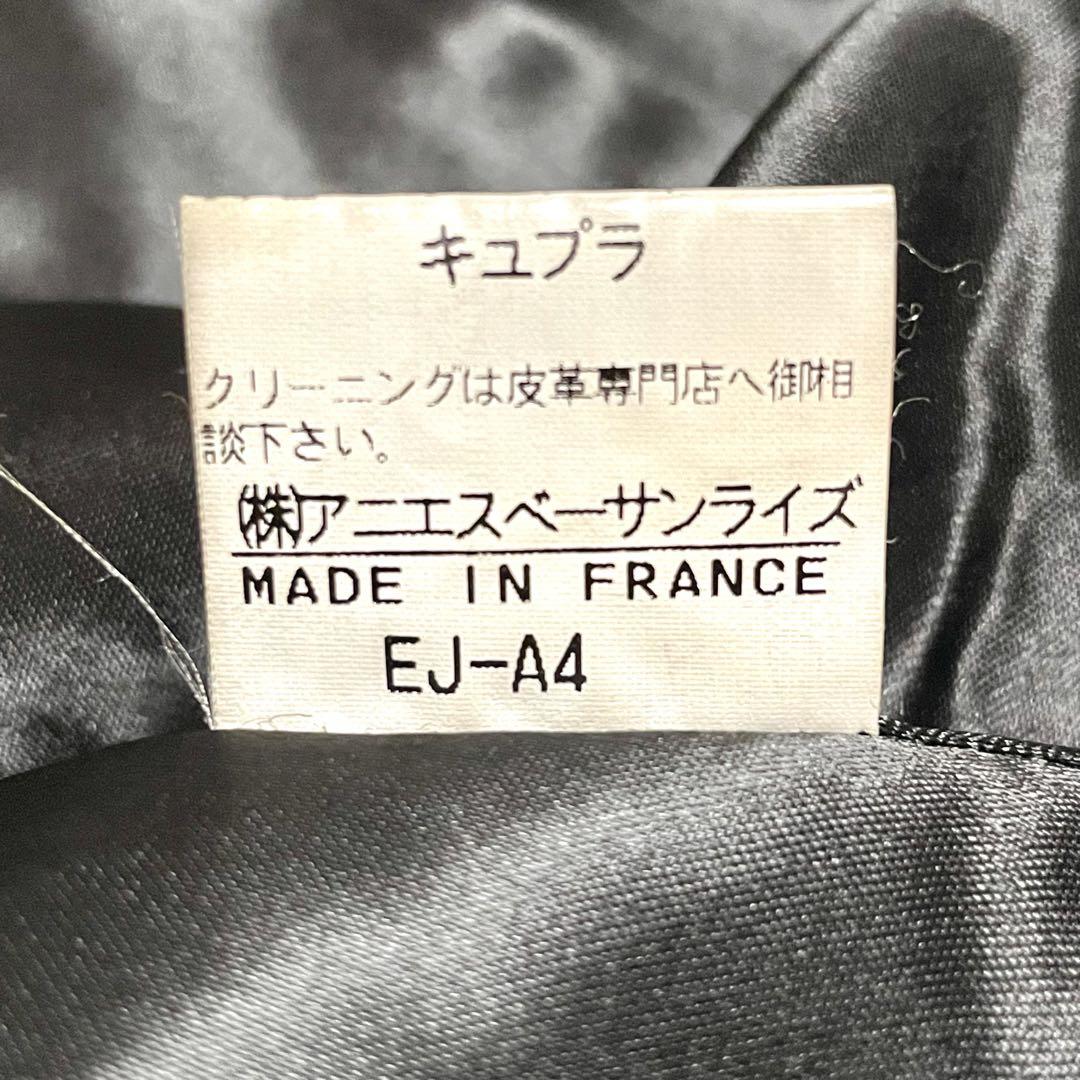 キュプラ
クリーニングは皮革専門店へ御相
談下さい。
㈱アニエスベーサンライズ
MADE IN FRANCE
EJ-A4